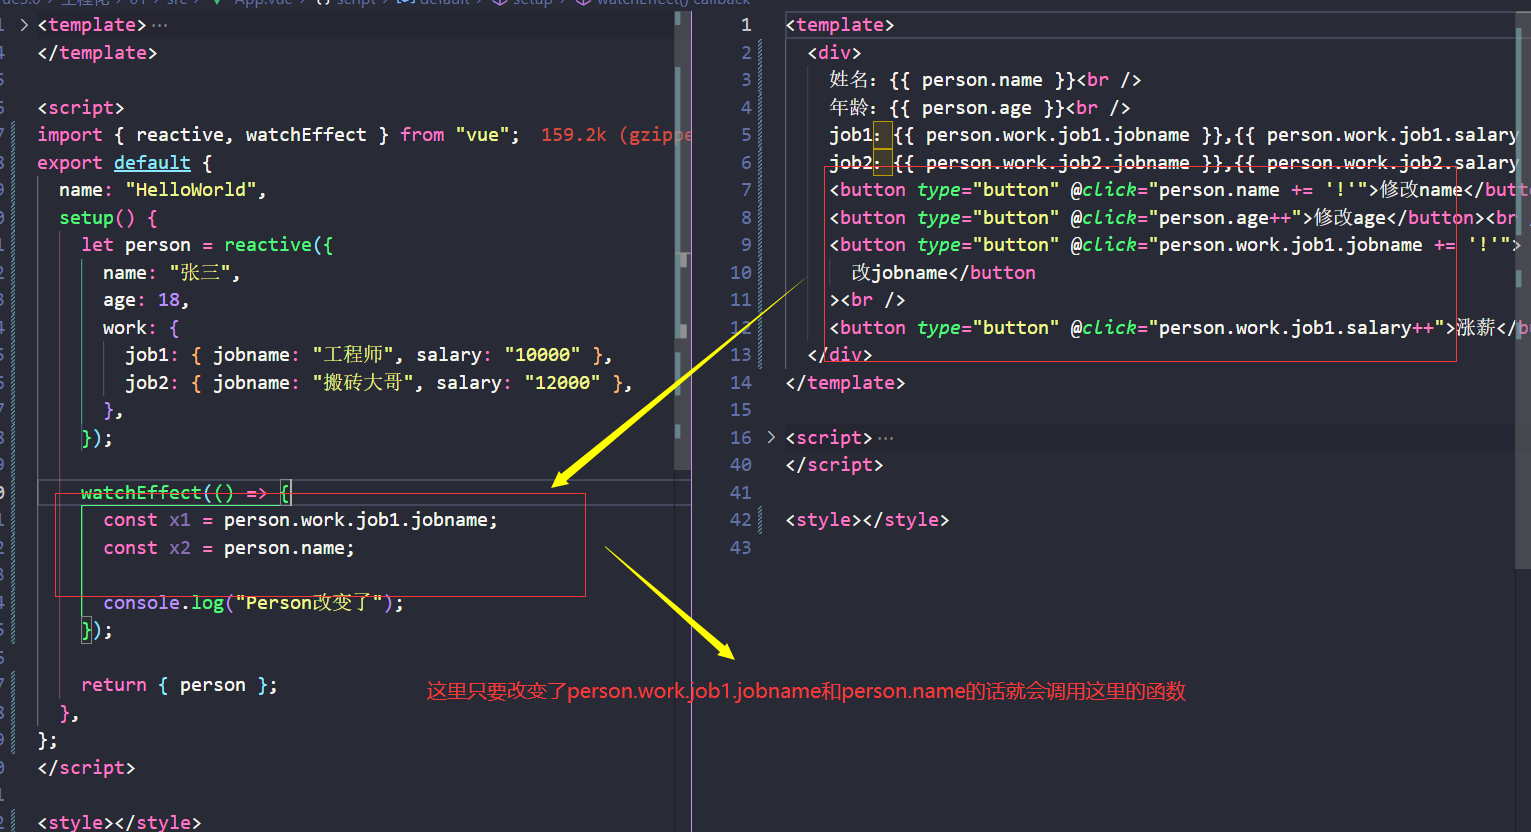 <template>···
</template>
<script>
import { reactive, watchEffect } from "vue"; 159.2k (gzippe
export default {
name: "HelloWorld",
setup() {
let person = reactive({
name: "张三",
age: 18,
work: {
job1: { jobname: "工程师", salary: "10000" },
job2: { jobname: "搬砖大哥", salary: "12000" },
},
});
watchEffect(() => {
const x1 = person.work.job1.jobname;
const x2 = person.name;
console.log("Person改变了");
});
return { person };
},
};
</script>
<style></style>
1 <template>
2 <div>
3 姓名：{{ person.name }}<br />
4 年龄：{{ person.age }}<br />
5 job1：{{ person.work.job1.jobname }},{{ person.work.job1.salary
6 job2：{{ person.work.job2.jobname }},{{ person.work.job2.salary
7 <button type="button" @click="person.name += '!'">修改name</butt
8 <button type="button" @click="person.age++">修改age</button><br
9 <button type="button" @click="person.work.job1.jobname += '!'">
10 改jobname</button
11 ><br />
12 <button type="button" @click="person.work.job1.salary++">涨薪</bu
13 </div>
14 </template>
15
16 <script>···
40 </script>
41
42 <style></style>
43
这里只要改变了person.work.job1.jobname和person.name的话就会调用这里的函数